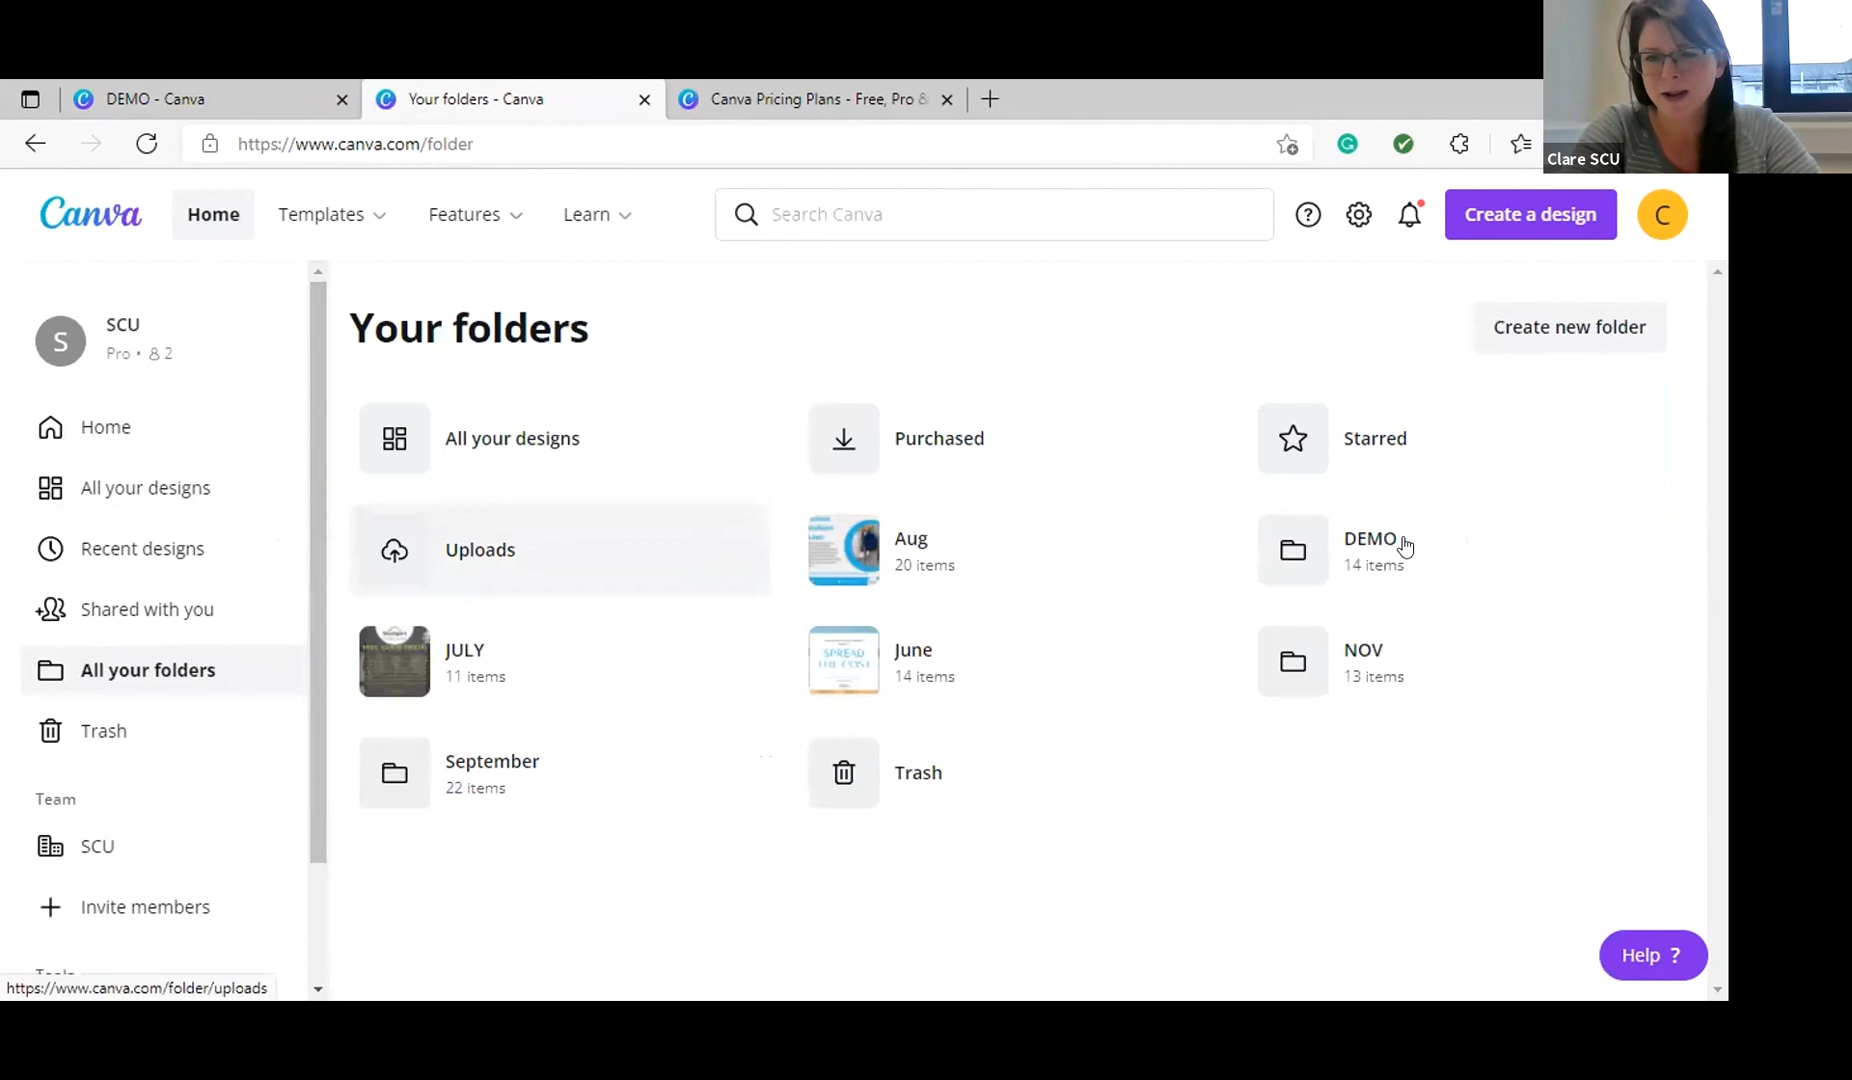 DEMO - Canva
Your folders - Canva
Canva Pricing Plans - Free, Pro &
https://www.canva.com/folder
Clare SCU
Canva
Home
Templates
Features
Learn
Search Canva
Create a design
C
S
SCU
Pro • 2
Home
All your designs
Recent designs
Shared with you
All your folders
Trash
Team
SCU
Invite members
https://www.canva.com/folder/uploads
Your folders
Create new folder
All your designs
Purchased
Starred
Uploads
Aug
20 items
DEMO
14 items
JULY
11 items
SPREAD
THE COST
June
14 items
NOV
13 items
September
22 items
Trash
Help ?